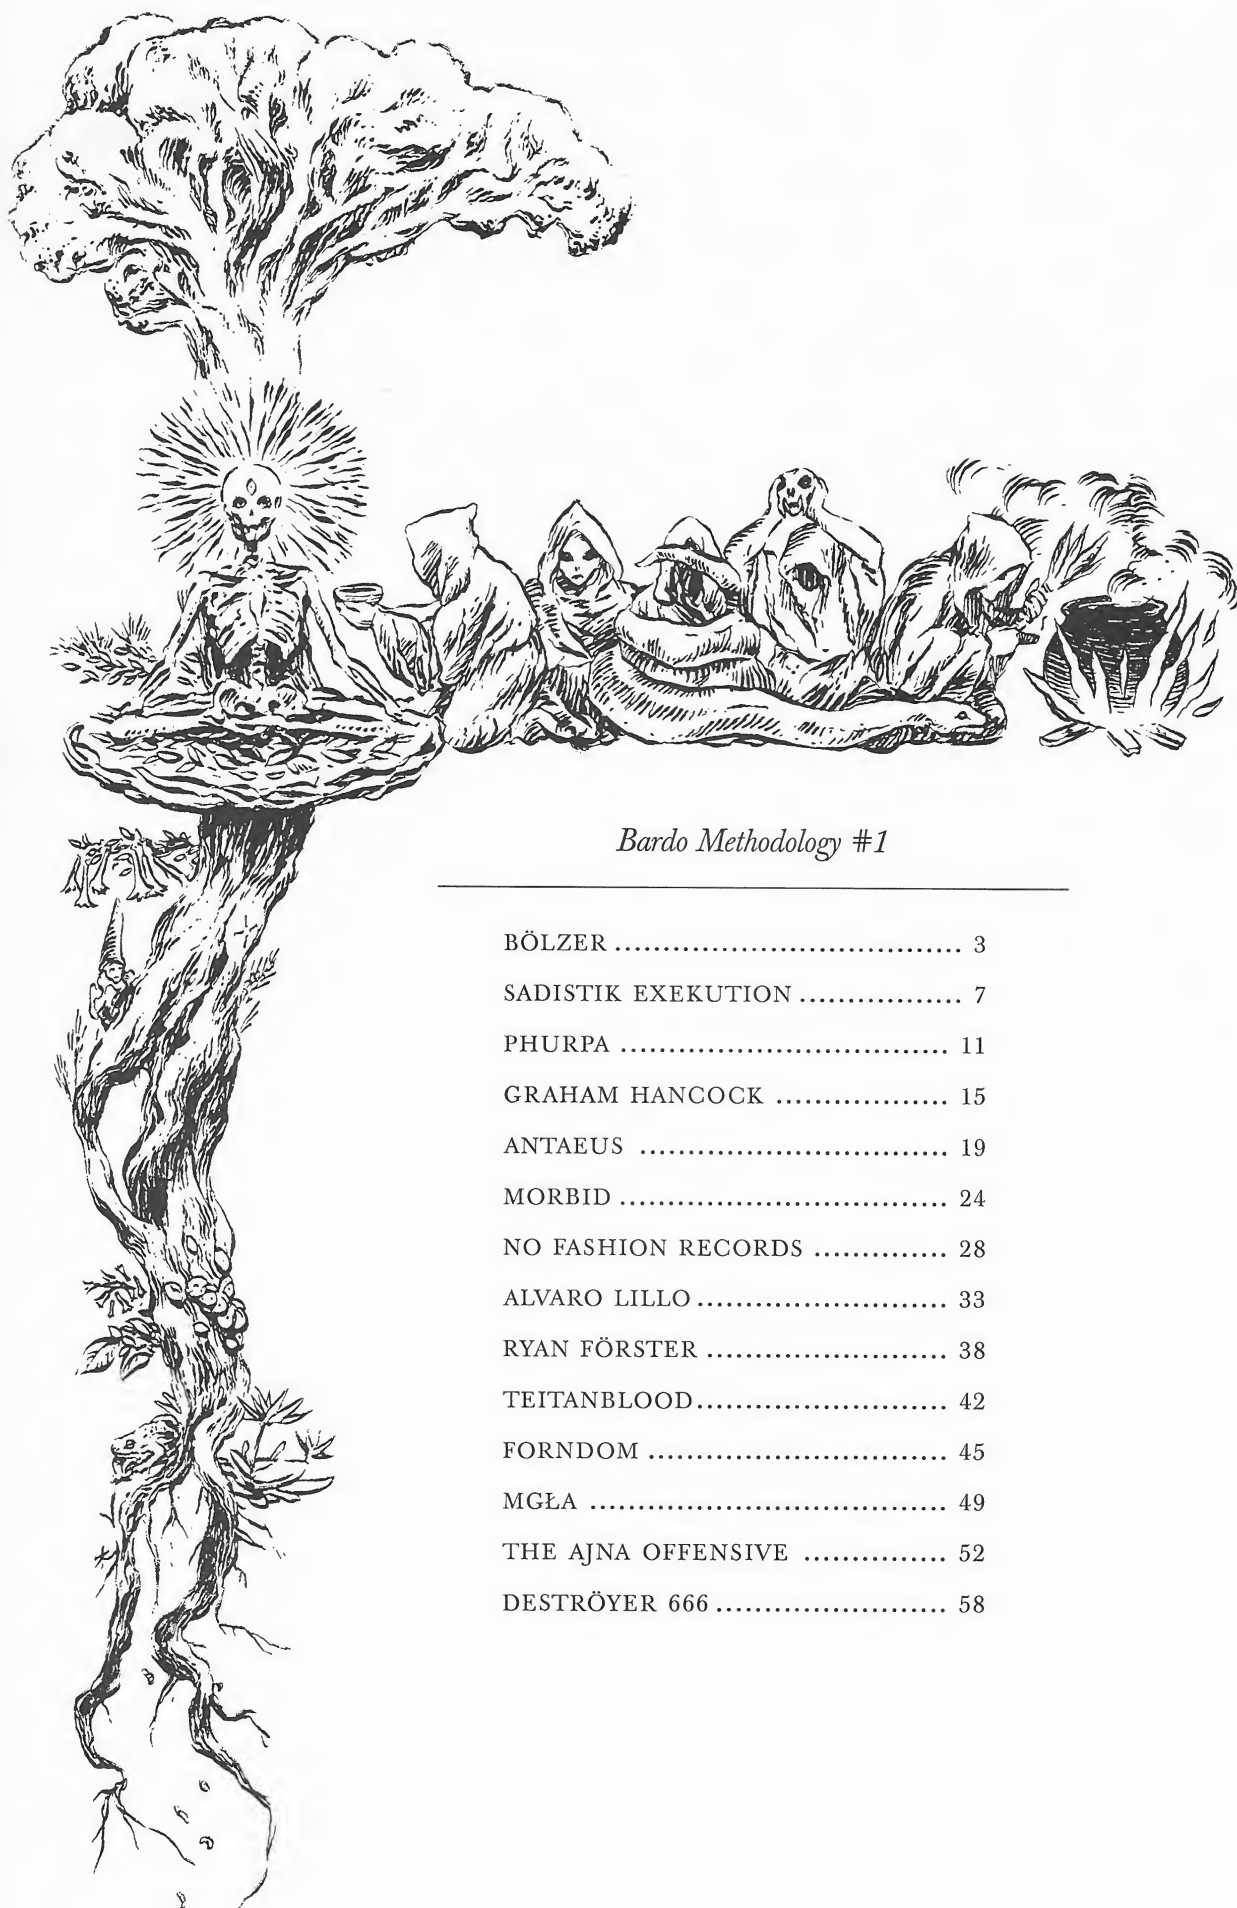 Bardo Methodology #1
BÖLZER .................................... 3
SADISTIK EXEKUTION ................. 7
PHURPA .................................. 11
GRAHAM HANCOCK .................. 15
ANTAEUS ................................ 19
MORBID .................................. 24
NO FASHION RECORDS .............. 28
ALVARO LILLO .......................... 33
RYAN FÖRSTER ......................... 38
TEITANBLOOD .......................... 42
FORNDOM ............................... 45
MGŁA ..................................... 49
THE AJNA OFFENSIVE ............... 52
DESTRÖYER 666 ........................ 58